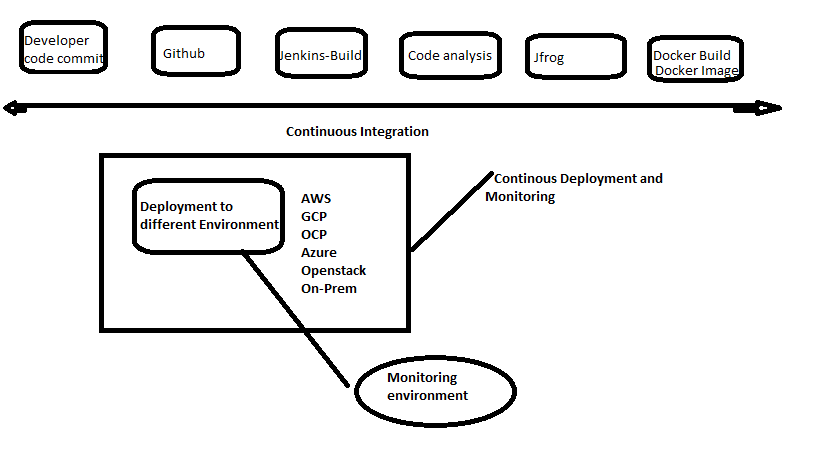 Developer
code commit
Github
Jenkins-Build
Code analysis
Jfrog
Docker Build
Docker Image
Continuous Integration
Continous Deployment and
Monitoring
Deployment to
different Environment
AWS
GCP
OCP
Azure
Openstack
On-Prem
Monitoring
environment